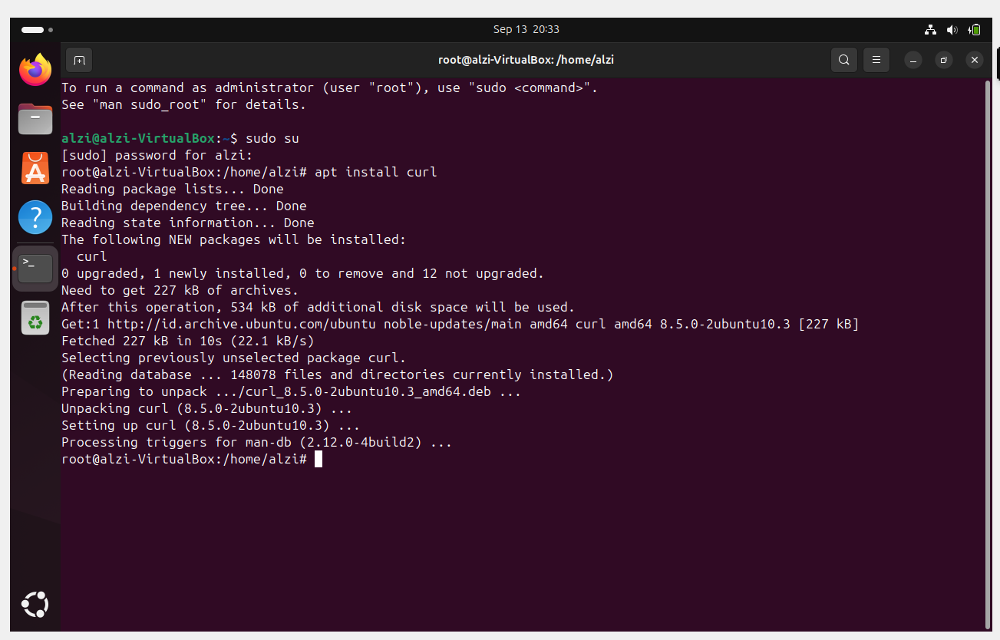 Sep 13 20:33
root@alzi-VirtualBox: /home/alzi
To run a command as administrator (user "root"), use "sudo <command>".
See "man sudo_root" for details.
alzi@alzi-VirtualBox:~$ sudo su
[sudo] password for alzi:
root@alzi-VirtualBox:/home/alzi# apt install curl
Reading package lists... Done
Building dependency tree... Done
Reading state information... Done
The following NEW packages will be installed:
  curl
0 upgraded, 1 newly installed, 0 to remove and 12 not upgraded.
Need to get 227 kB of archives.
After this operation, 534 kB of additional disk space will be used.
Get:1 http://id.archive.ubuntu.com/ubuntu noble-updates/main amd64 curl amd64 8.5.0-2ubuntu10.3 [227 kB]
Fetched 227 kB in 10s (22.1 kB/s)
Selecting previously unselected package curl.
(Reading database ... 148078 files and directories currently installed.)
Preparing to unpack .../curl_8.5.0-2ubuntu10.3_amd64.deb ...
Unpacking curl (8.5.0-2ubuntu10.3) ...
Setting up curl (8.5.0-2ubuntu10.3) ...
Processing triggers for man-db (2.12.0-4build2) ...
root@alzi-VirtualBox:/home/alzi#